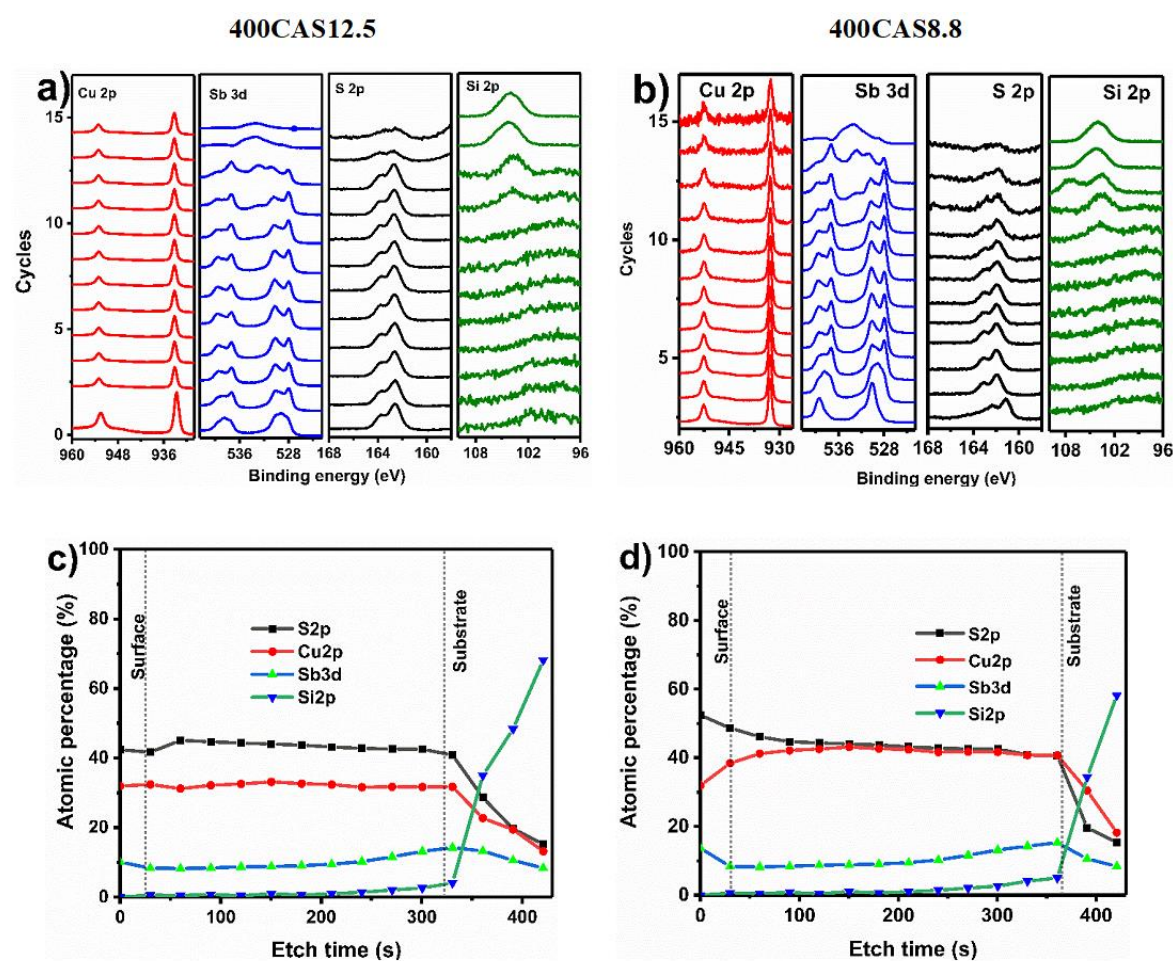 400CAS12.5
400CAS8.8
a)
Cu 2p
Sb 3d
S 2p
Si 2p
15
10
5
0
Cycles
960 948 936
536 528
168 164 160
108 102 96
Binding energy (eV)
b)
Cu 2p
Sb 3d
S 2p
Si 2p
15
10
5
Cycles
960 945 930
536 528
168 160
108 102 96
Binding energy (eV)
c)
100
80
60
40
20
0
Atomic percentage (%)
Surface
Substrate
S2p
Cu2p
Sb3d
Si2p
0 100 200 300 400
Etch time (s)
d)
100
80
60
40
20
0
Atomic percentage (%)
Surface
Substrate
S2p
Cu2p
Sb3d
Si2p
0 100 200 300 400
Etch time (s)